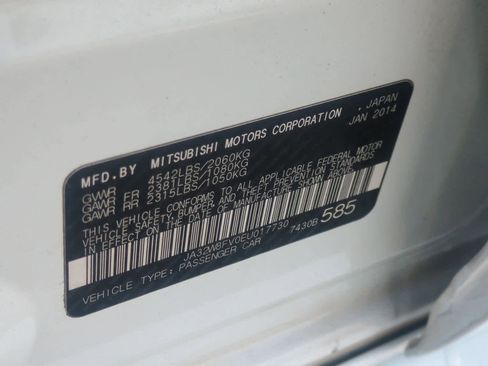 MFD.BY MITSUBISHI MOTORS CORPORATION, JAPAN
JAN 2014
GVWR 4542LBS/2060KG
GAWR FR 2381LBS/1080KG
GAWR RR 2315LBS/1050KG
THIS VEHICLE CONFORMS TO ALL APPLICABLE FEDERAL MOTOR
VEHICLE SAFETY, BUMPER AND THEFT PREVENTION STANDARDS
IN EFFECT ON THE DATE OF MANUFACTURE SHOWN ABOVE.
JA32W8FV0EU017730 7430B 585
VEHICLE TYPE: PASSENGER CAR